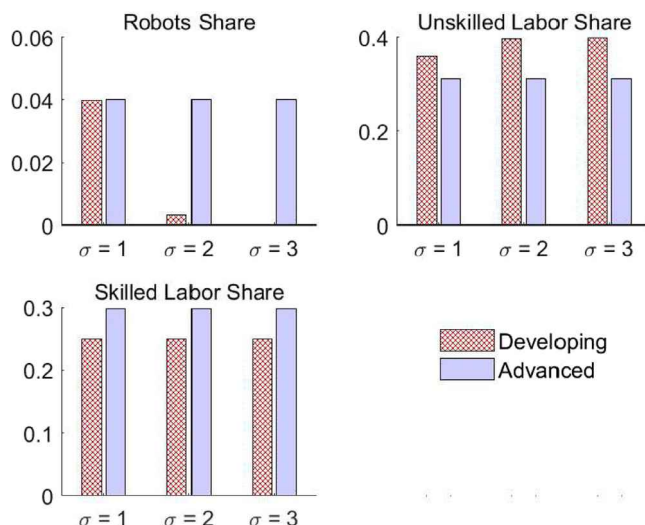 Robots Share
0.06
0.04
0.02
0
σ = 1 σ = 2 σ = 3
Unskilled Labor Share
0.4
0.2
0
σ = 1 σ = 2 σ = 3
Skilled Labor Share
0.3
0.2
0.1
0
σ = 1 σ = 2 σ = 3
Developing
Advanced